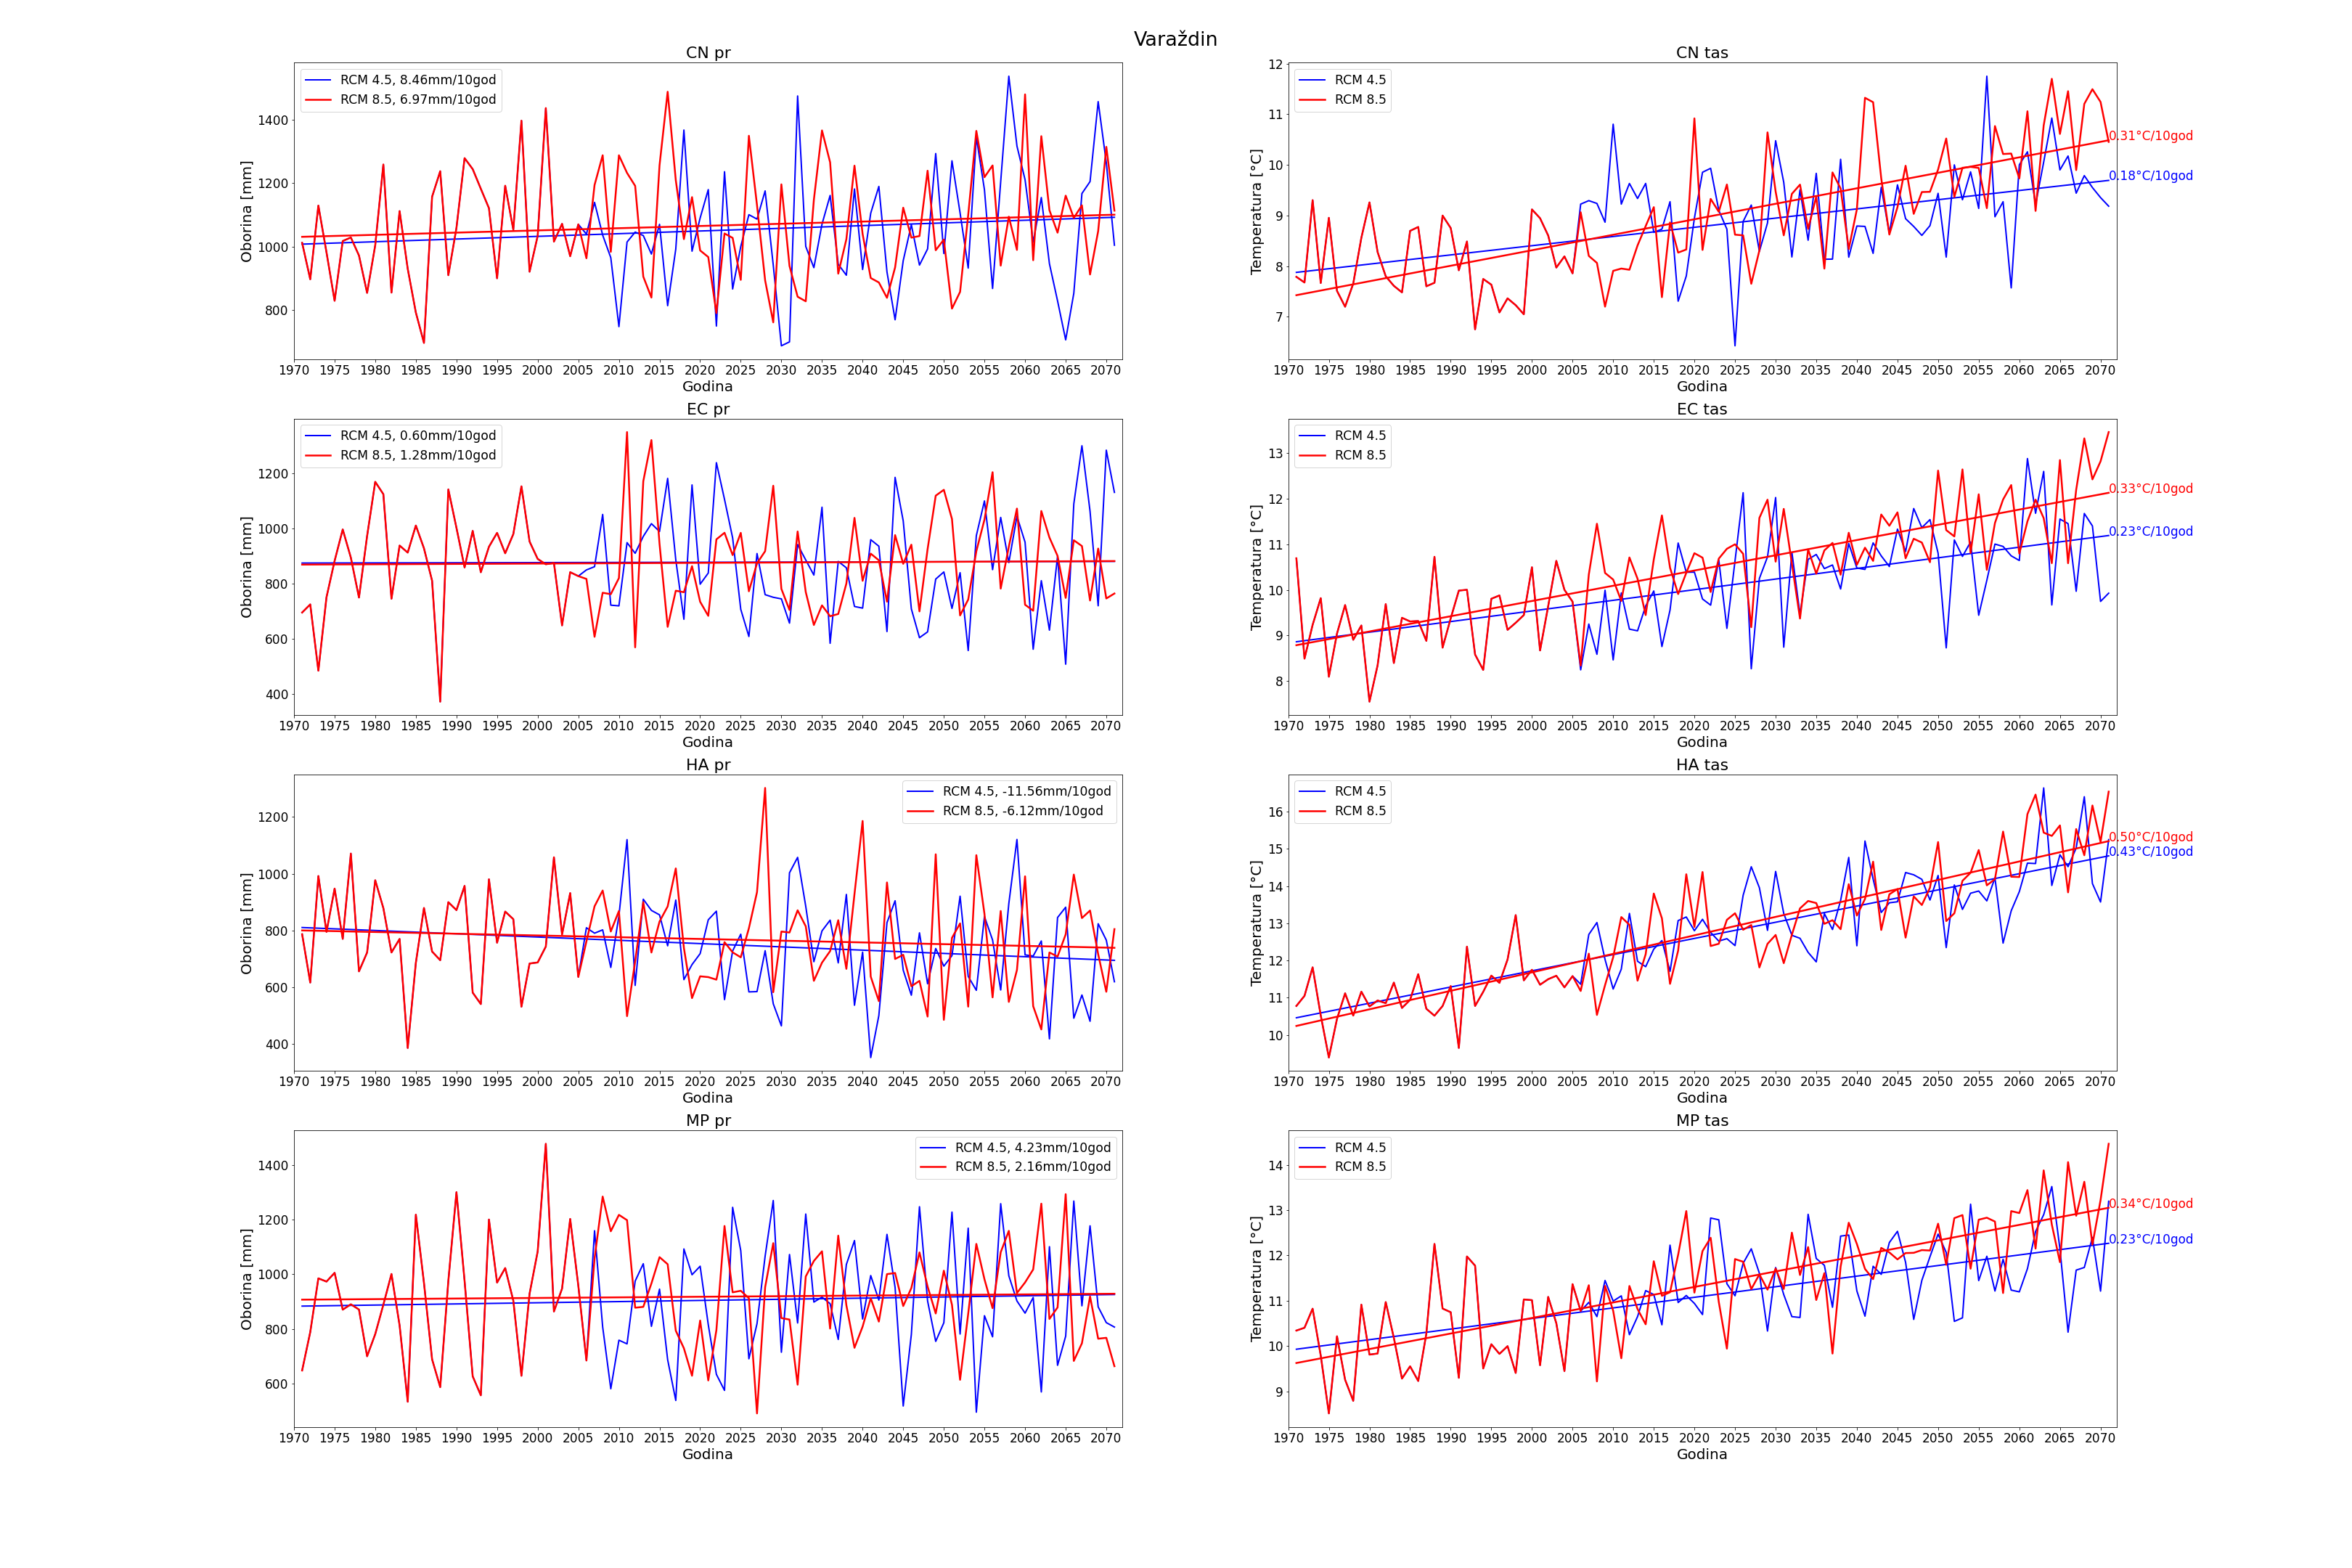 Varaždin
CN pr
RCM 4.5, 8.46mm/10god
RCM 8.5, 6.97mm/10god
Oborina [mm]
1400
1200
1000
800
1970 1975 1980 1985 1990 1995 2000 2005 2010 2015 2020 2025 2030 2035 2040 2045 2050 2055 2060 2065 2070
Godina
CN tas
RCM 4.5
RCM 8.5
Temperatura [°C]
12
11
10
9
8
7
0.31°C/10god
0.18°C/10god
1970 1975 1980 1985 1990 1995 2000 2005 2010 2015 2020 2025 2030 2035 2040 2045 2050 2055 2060 2065 2070
Godina
EC pr
RCM 4.5, 0.60mm/10god
RCM 8.5, 1.28mm/10god
Oborina [mm]
1200
1000
800
600
400
1970 1975 1980 1985 1990 1995 2000 2005 2010 2015 2020 2025 2030 2035 2040 2045 2050 2055 2060 2065 2070
Godina
EC tas
RCM 4.5
RCM 8.5
Temperatura [°C]
13
12
11
10
9
8
0.33°C/10god
0.23°C/10god
1970 1975 1980 1985 1990 1995 2000 2005 2010 2015 2020 2025 2030 2035 2040 2045 2050 2055 2060 2065 2070
Godina
HA pr
RCM 4.5, -11.56mm/10god
RCM 8.5, -6.12mm/10god
Oborina [mm]
1200
1000
800
600
400
1970 1975 1980 1985 1990 1995 2000 2005 2010 2015 2020 2025 2030 2035 2040 2045 2050 2055 2060 2065 2070
Godina
HA tas
RCM 4.5
RCM 8.5
Temperatura [°C]
16
15
14
13
12
11
10
0.50°C/10god
0.43°C/10god
1970 1975 1980 1985 1990 1995 2000 2005 2010 2015 2020 2025 2030 2035 2040 2045 2050 2055 2060 2065 2070
Godina
MP pr
RCM 4.5, 4.23mm/10god
RCM 8.5, 2.16mm/10god
Oborina [mm]
1400
1200
1000
800
600
1970 1975 1980 1985 1990 1995 2000 2005 2010 2015 2020 2025 2030 2035 2040 2045 2050 2055 2060 2065 2070
Godina
MP tas
RCM 4.5
RCM 8.5
Temperatura [°C]
14
13
12
11
10
9
0.34°C/10god
0.23°C/10god
1970 1975 1980 1985 1990 1995 2000 2005 2010 2015 2020 2025 2030 2035 2040 2045 2050 2055 2060 2065 2070
Godina